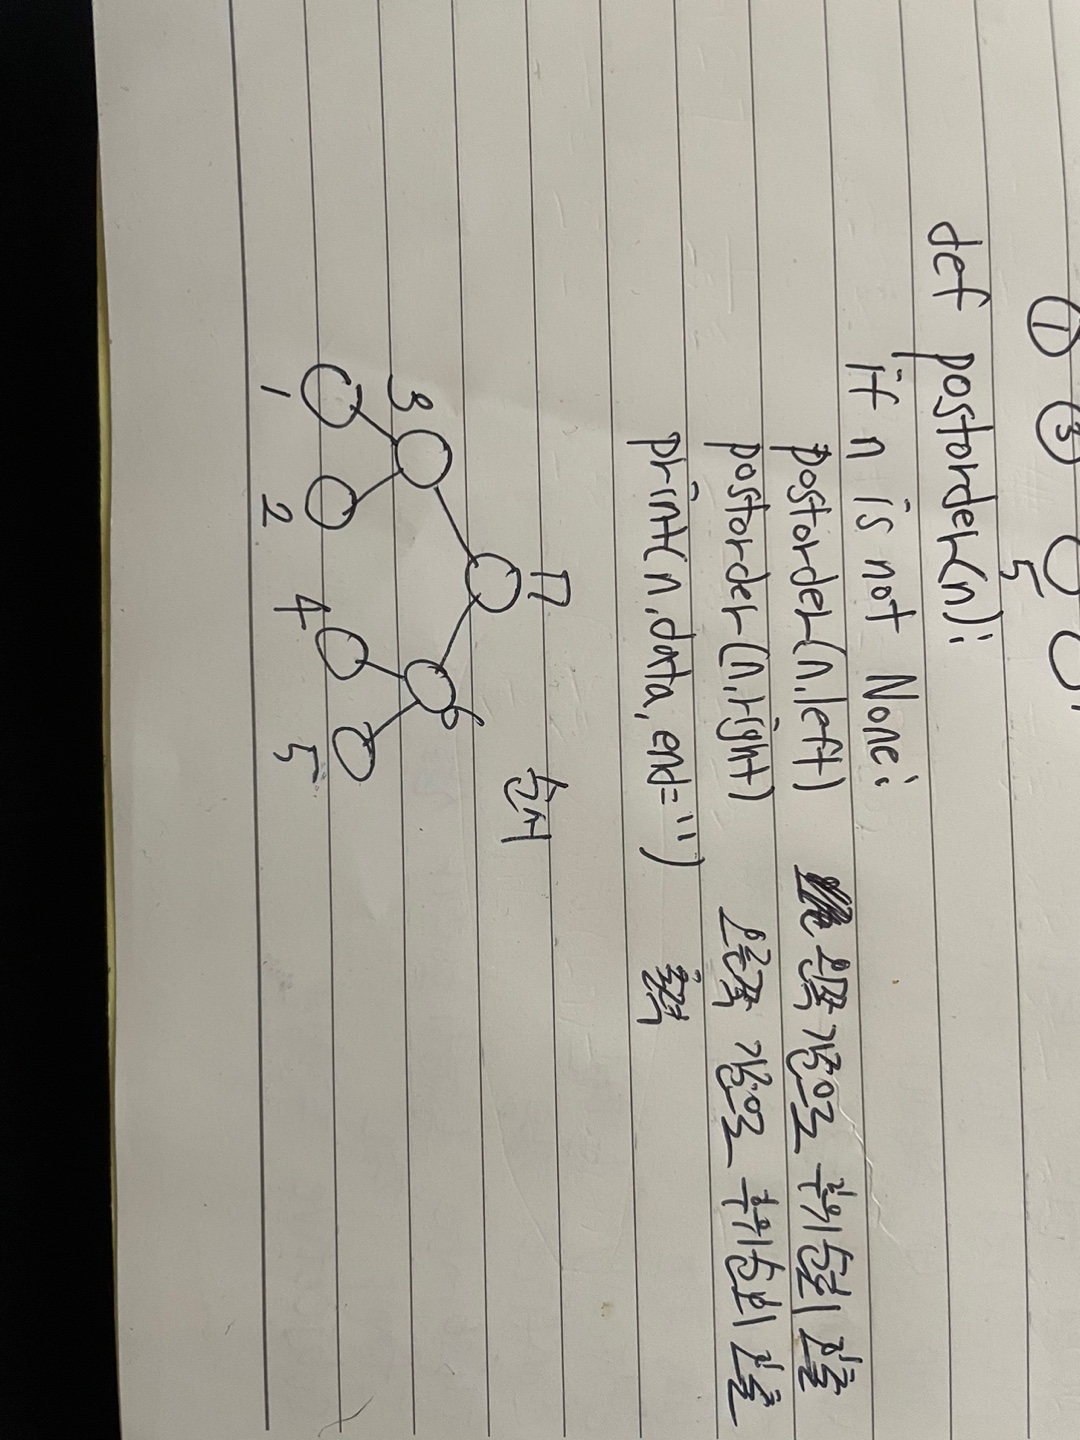 1 3
5
def postorder(n):
if n is not None:
postorder(n.left) 왼쪽 기준으로 후위순회 호출
postorder(n.right) 오른쪽 기준으로 후위순회 호출
print(n.data, end='') 출력
7 순서
3 6
1 2 4 5